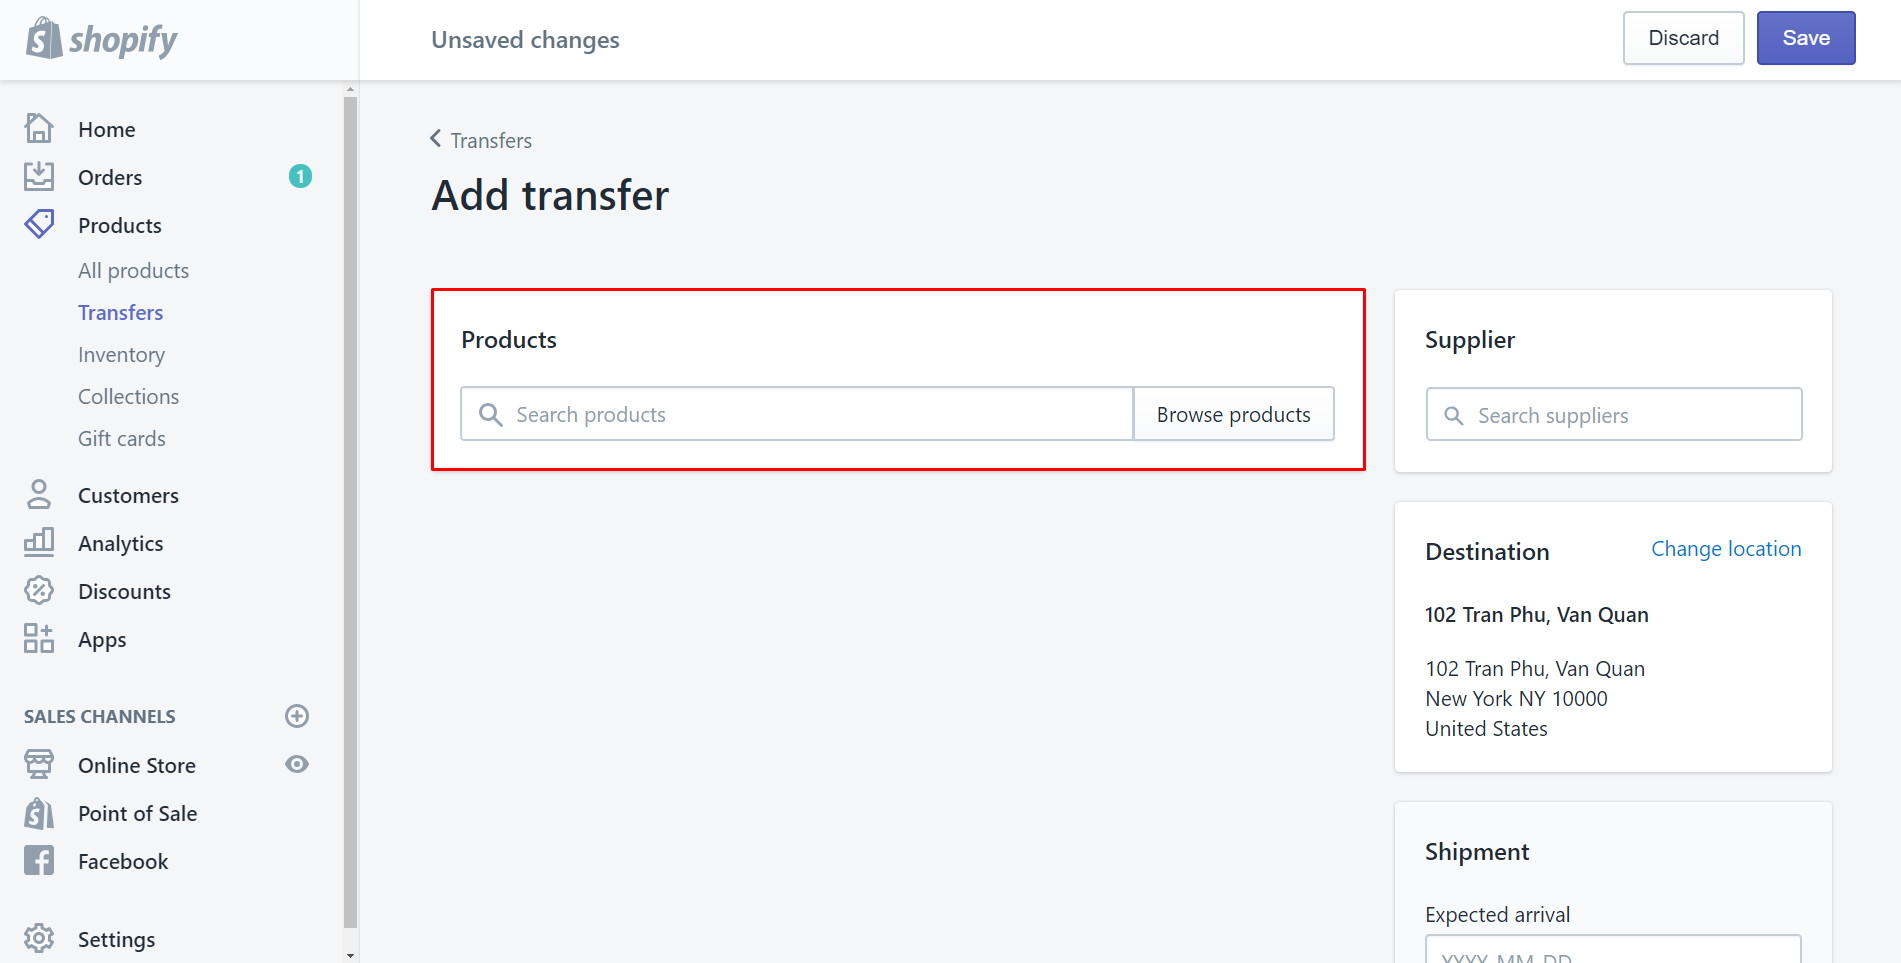 shopify
Unsaved changes
Discard
Save
Home
Orders
1
Products
All products
Transfers
Inventory
Collections
Gift cards
Customers
Analytics
Discounts
Apps
SALES CHANNELS
Online Store
Point of Sale
Facebook
Settings
Transfers
Add transfer
Products
Search products
Browse products
Supplier
Search suppliers
Destination
Change location
102 Tran Phu, Van Quan
102 Tran Phu, Van Quan
New York NY 10000
United States
Shipment
Expected arrival
YYYY-MM-DD